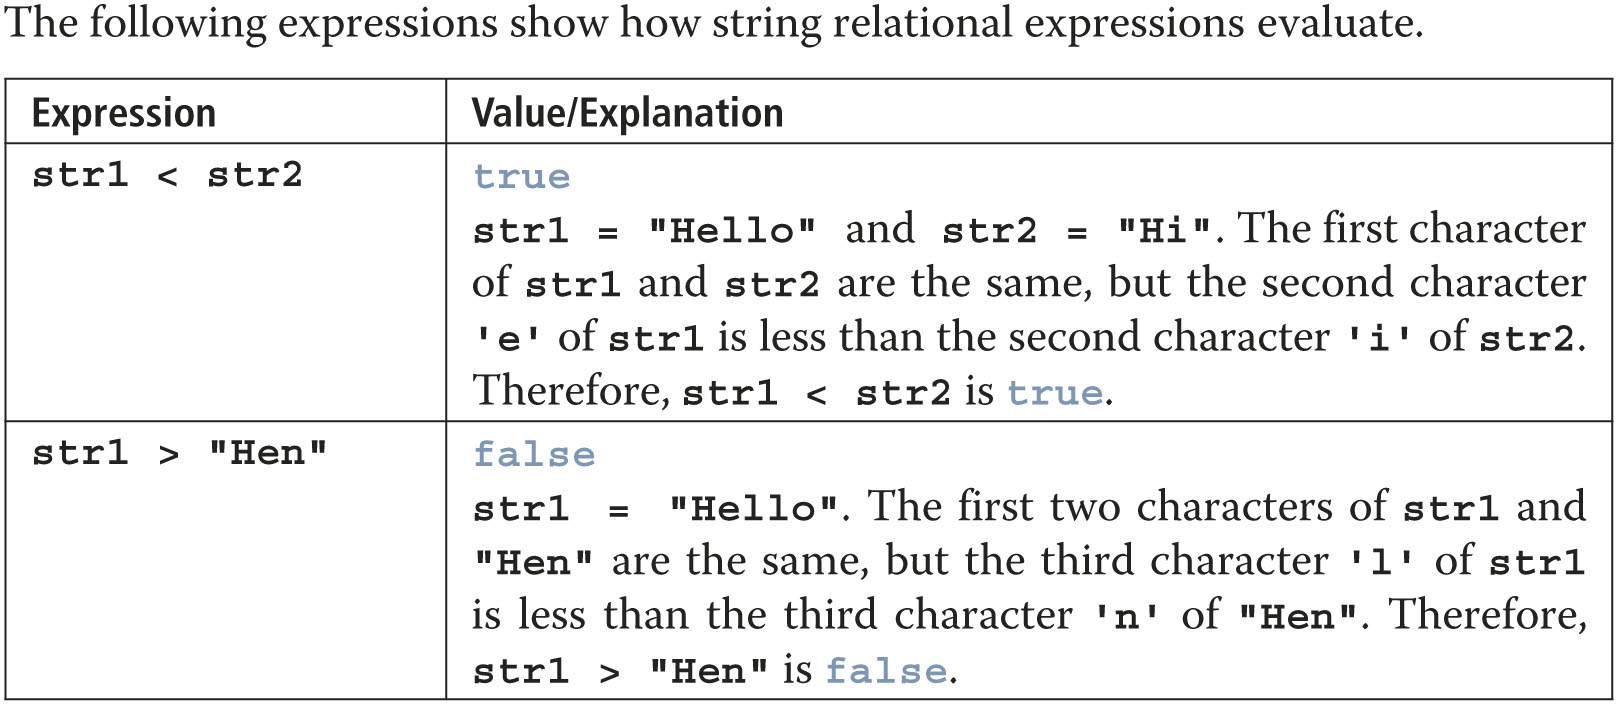 The following expressions show how string relational expressions evaluate.
Expression
Value/Explanation
str1 < str2
true
str1 = "Hello" and str2 = "Hi". The first character
of str1 and str2 are the same, but the second character
'e' of str1 is less than the second character 'i' of str2.
Therefore, str1 < str2 is true.
str1 > "Hen"
false
str1 = "Hello". The first two characters of str1 and
"Hen" are the same, but the third character 'l' of str1
is less than the third character 'n' of "Hen". Therefore,
str1 > "Hen" is false.